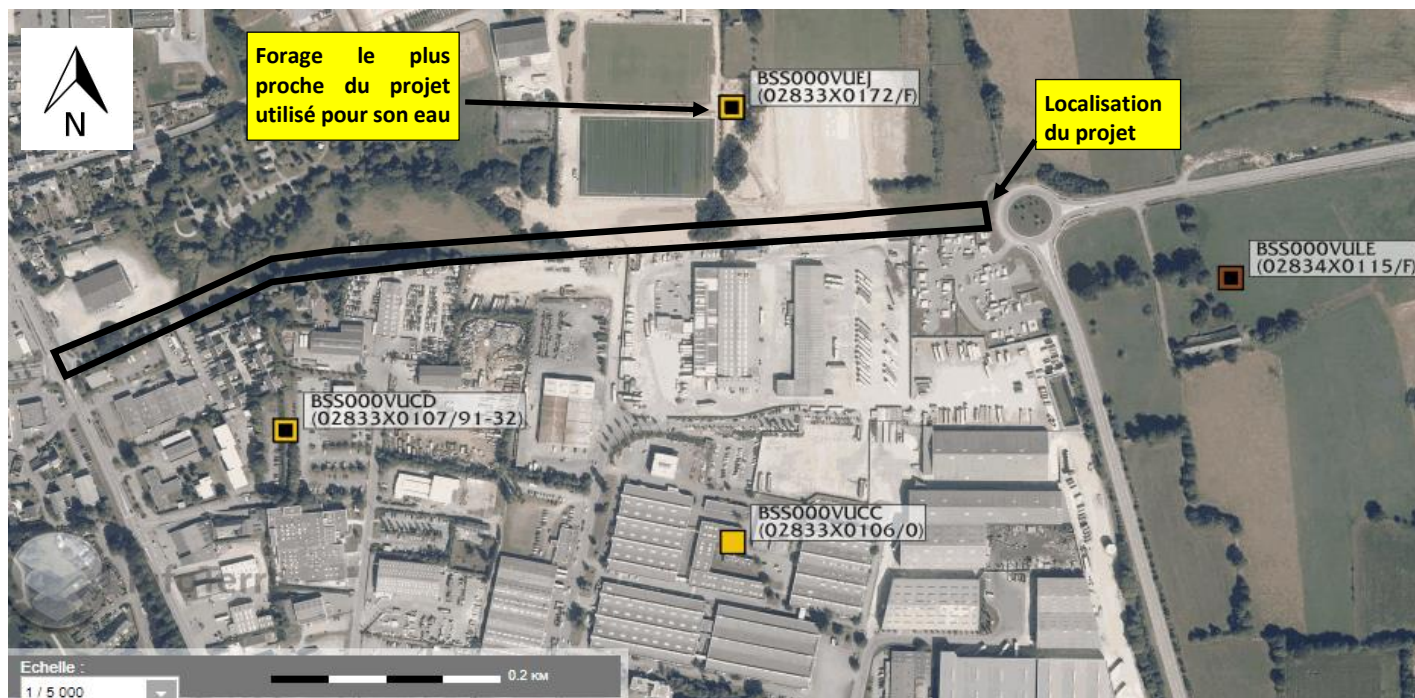 N
Forage le plus
proche du projet
utilisé pour son eau
BSS000VUEJ
(02833X0172/F)
Localisation
du projet
BSS000VULE
(02834X0115/F)
BSS000VUCD
(02833X0107/91-32)
BSS000VUCC
(02833X0106/0)
Echelle :
1 / 5 000
0.2 км